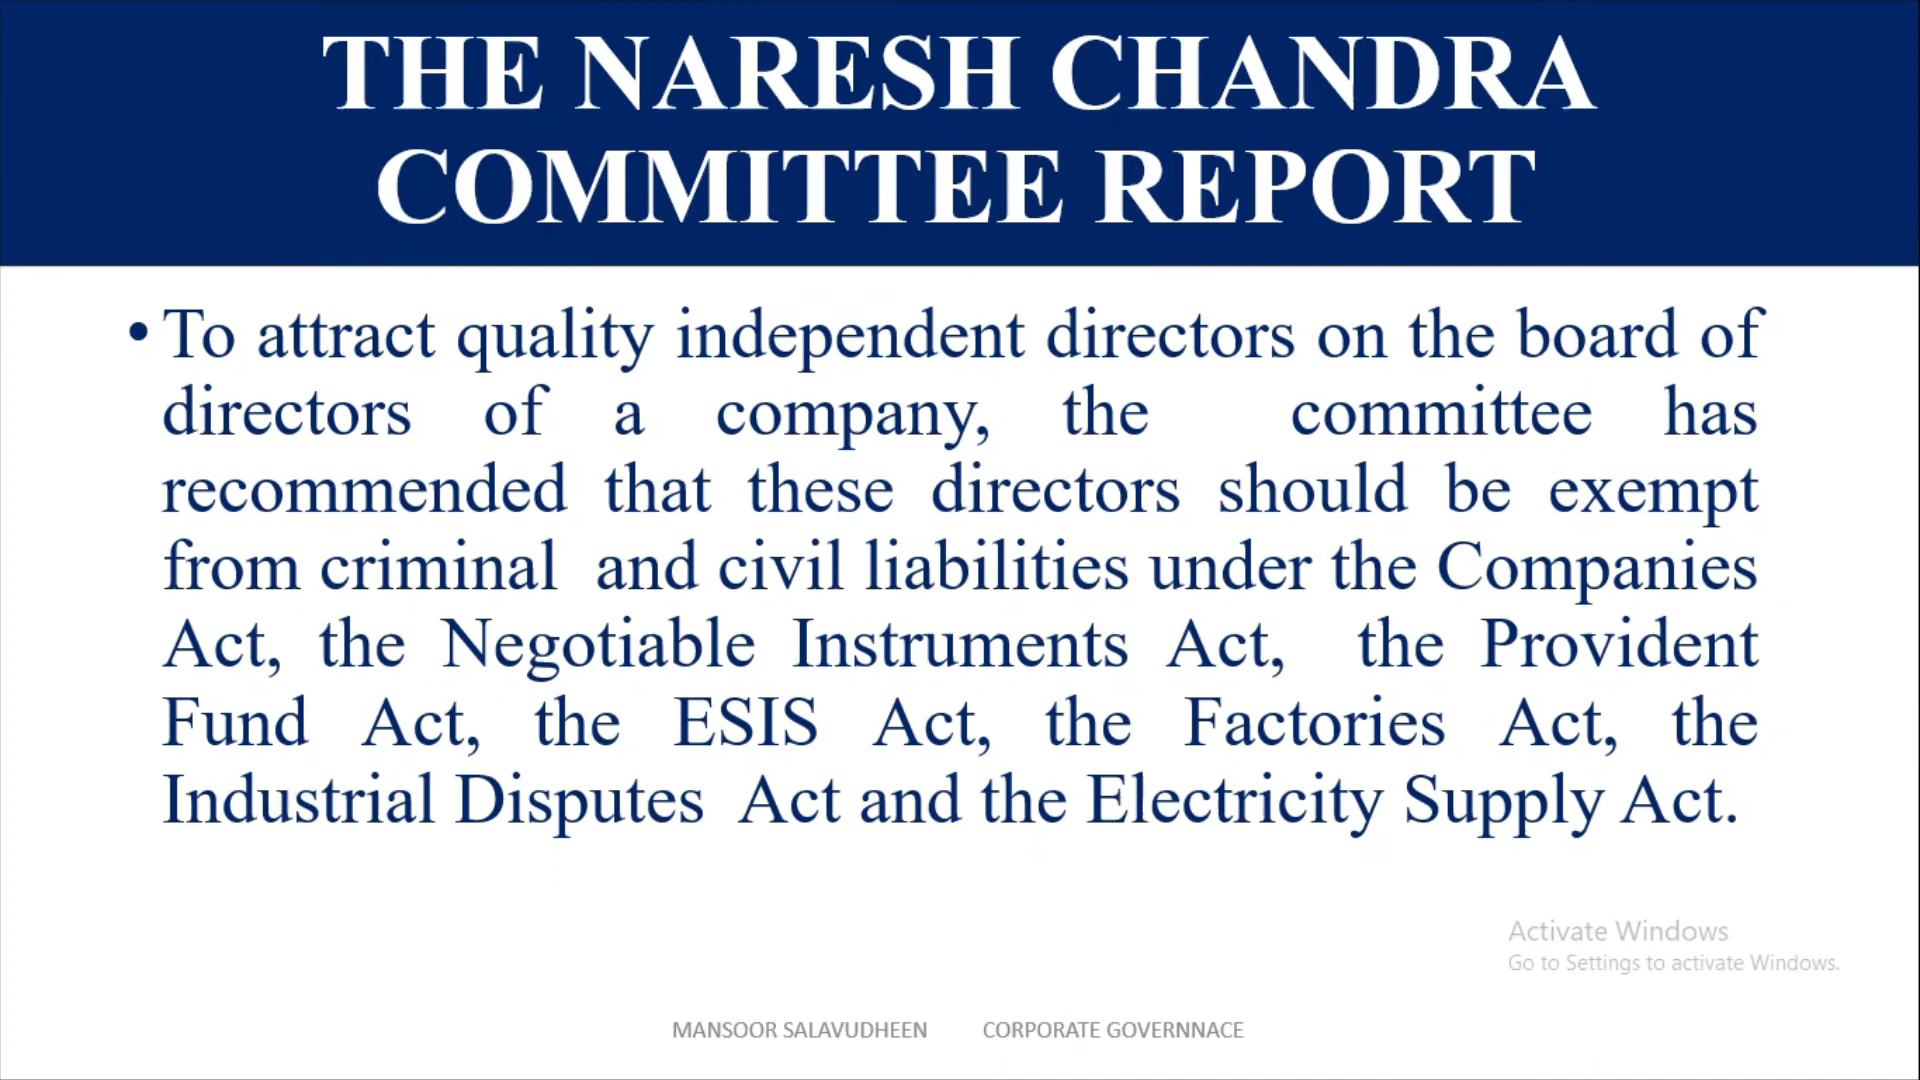 THE NARESH CHANDRA
COMMITTEE REPORT
• To attract quality independent directors on the board of
directors of a company, the committee has
recommended that these directors should be exempt
from criminal and civil liabilities under the Companies
Act, the Negotiable Instruments Act, the Provident
Fund Act, the ESIS Act, the Factories Act, the
Industrial Disputes Act and the Electricity Supply Act.
Activate Windows
Go to Settings to activate Windows.
MANSOOR SALAVUDHEEN CORPORATE GOVERNNACE